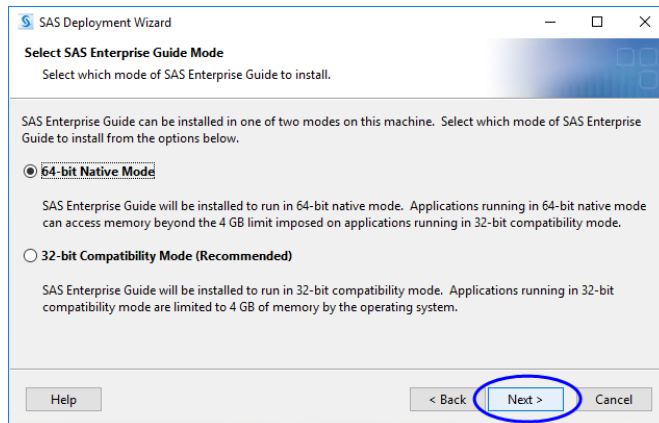 SAS Deployment Wizard
Select SAS Enterprise Guide Mode
Select which mode of SAS Enterprise Guide to install.
SAS Enterprise Guide can be installed in one of two modes on this machine. Select which mode of SAS Enterprise
Guide to install from the options below.
64-bit Native Mode
SAS Enterprise Guide will be installed to run in 64-bit native mode. Applications running in 64-bit native mode
can access memory beyond the 4 GB limit imposed on applications running in 32-bit compatibility mode.
32-bit Compatibility Mode (Recommended)
SAS Enterprise Guide will be installed to run in 32-bit compatibility mode. Applications running in 32-bit
compatibility mode are limited to 4 GB of memory by the operating system.
Help < Back Next > Cancel